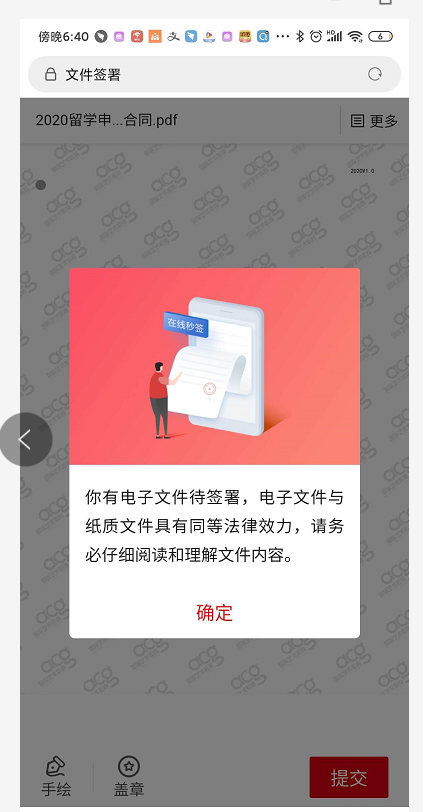 傍晚6:40
HD
6
文件签署
2020留学申...合同.pdf
更多
2020V1.0
acg
在线秒签
你有电子文件待签署，电子文件与
纸质文件具有同等法律效力，请务
必仔细阅读和理解文件内容。
确定
手绘
盖章
提交